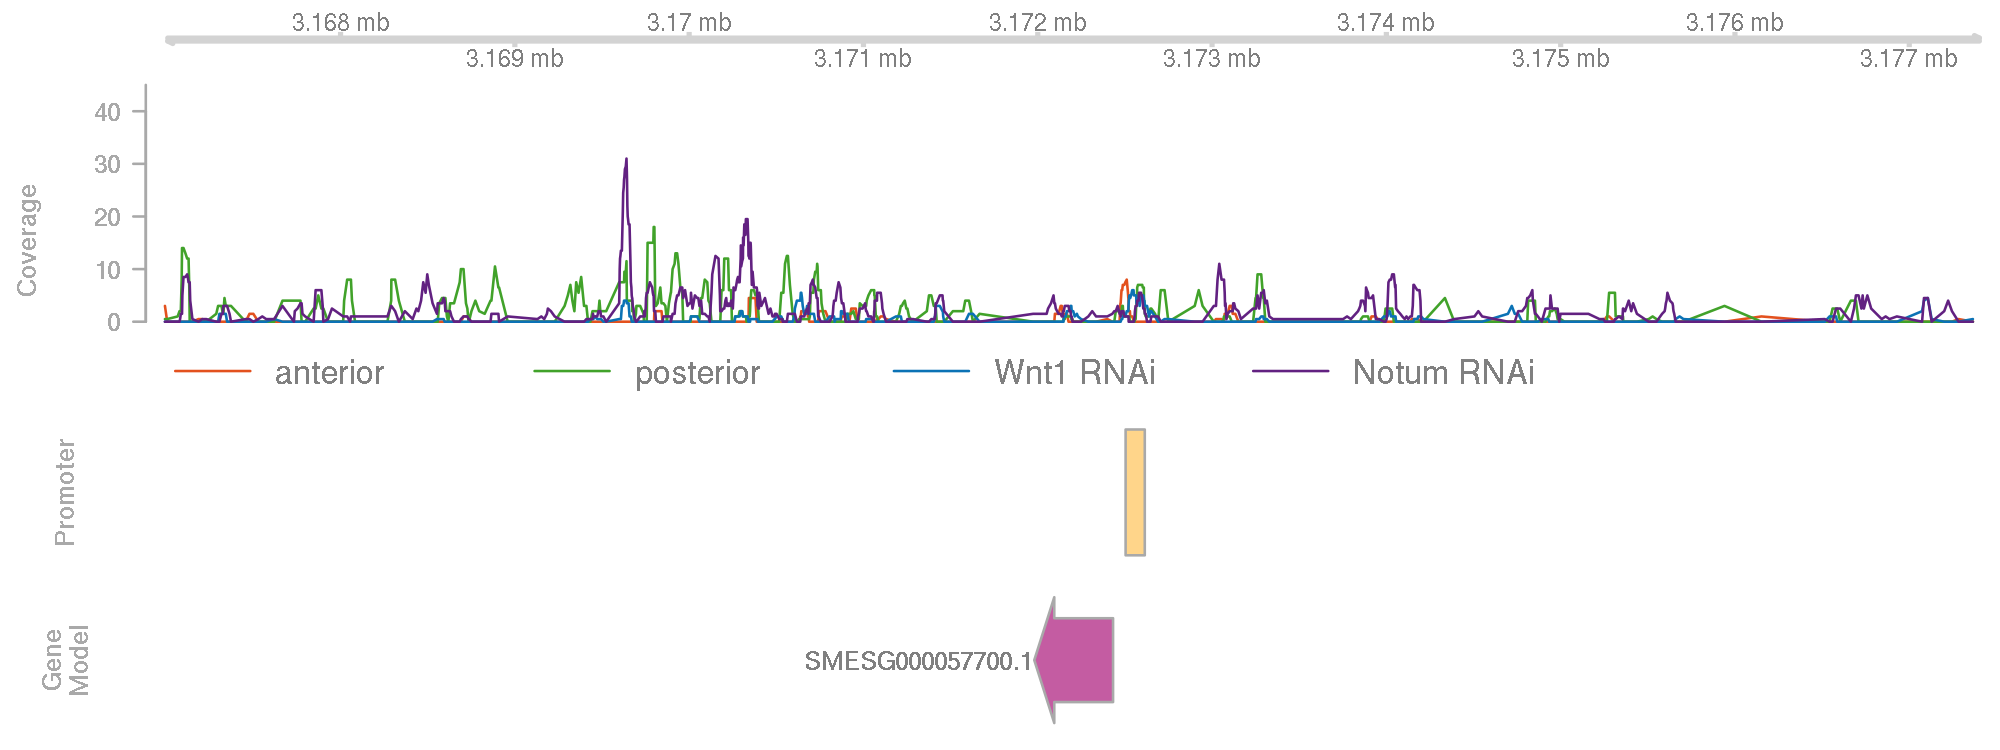 3.168 mb 3.17 mb 3.172 mb 3.174 mb 3.176 mb
3.169 mb 3.171 mb 3.173 mb 3.175 mb 3.177 mb
Coverage
40
30
20
10
0
anterior posterior Wnt1 RNAi Notum RNAi
Promoter
Gene
Model
SMESG000057700.1